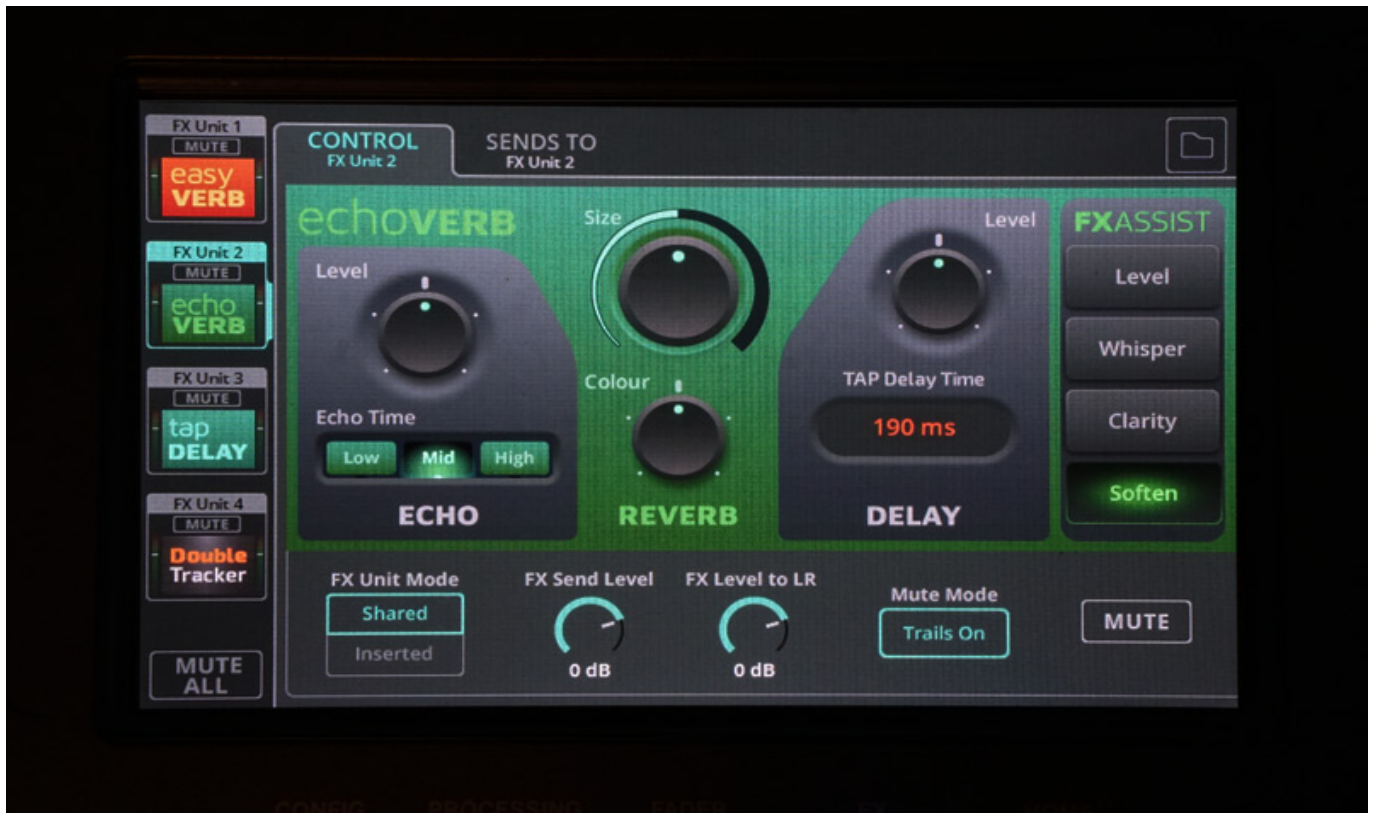 FX Unit 1
MUTE
easy
VERB
FX Unit 2
MUTE
echo
VERB
FX Unit 3
MUTE
tap
DELAY
FX Unit 4
MUTE
Double
Tracker
MUTE
ALL
CONTROL
FX Unit 2
SENDS TO
FX Unit 2
echoVERB
Level
Echo Time
Low Mid High
ECHO
Size
Colour
REVERB
Level
TAP Delay Time
190 ms
DELAY
FXASSIST
Level
Whisper
Clarity
Soften
FX Unit Mode
Shared
Inserted
FX Send Level
0 dB
FX Level to LR
0 dB
Mute Mode
Trails On
MUTE
CONFIG PROCESSING FADER FX